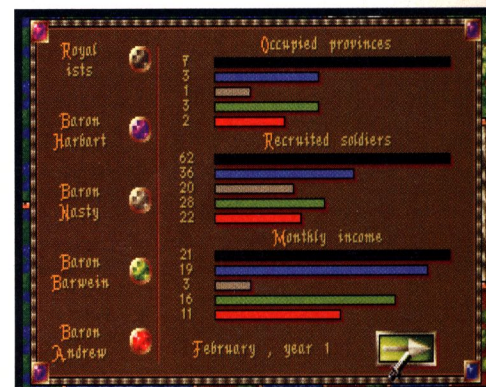 Royal
ists
Baron
Harbart
Baron
Nasty
Baron
Barwein
Baron
Andrew
Occupied provinces
7
3
1
3
2
Recruited soldiers
62
36
20
28
22
Monthly income
21
19
3
16
11
February , year 1